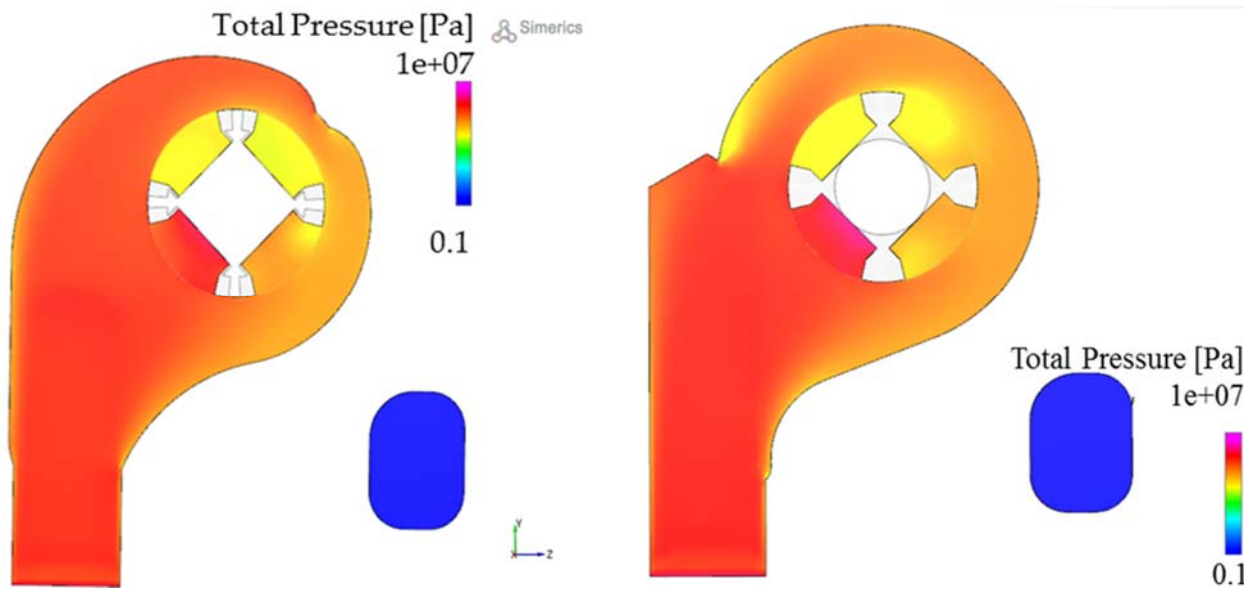 Total Pressure [Pa]
Simerics
1e+07
0.1
Y
X
Z
Total Pressure [Pa]
1e+07
0.1